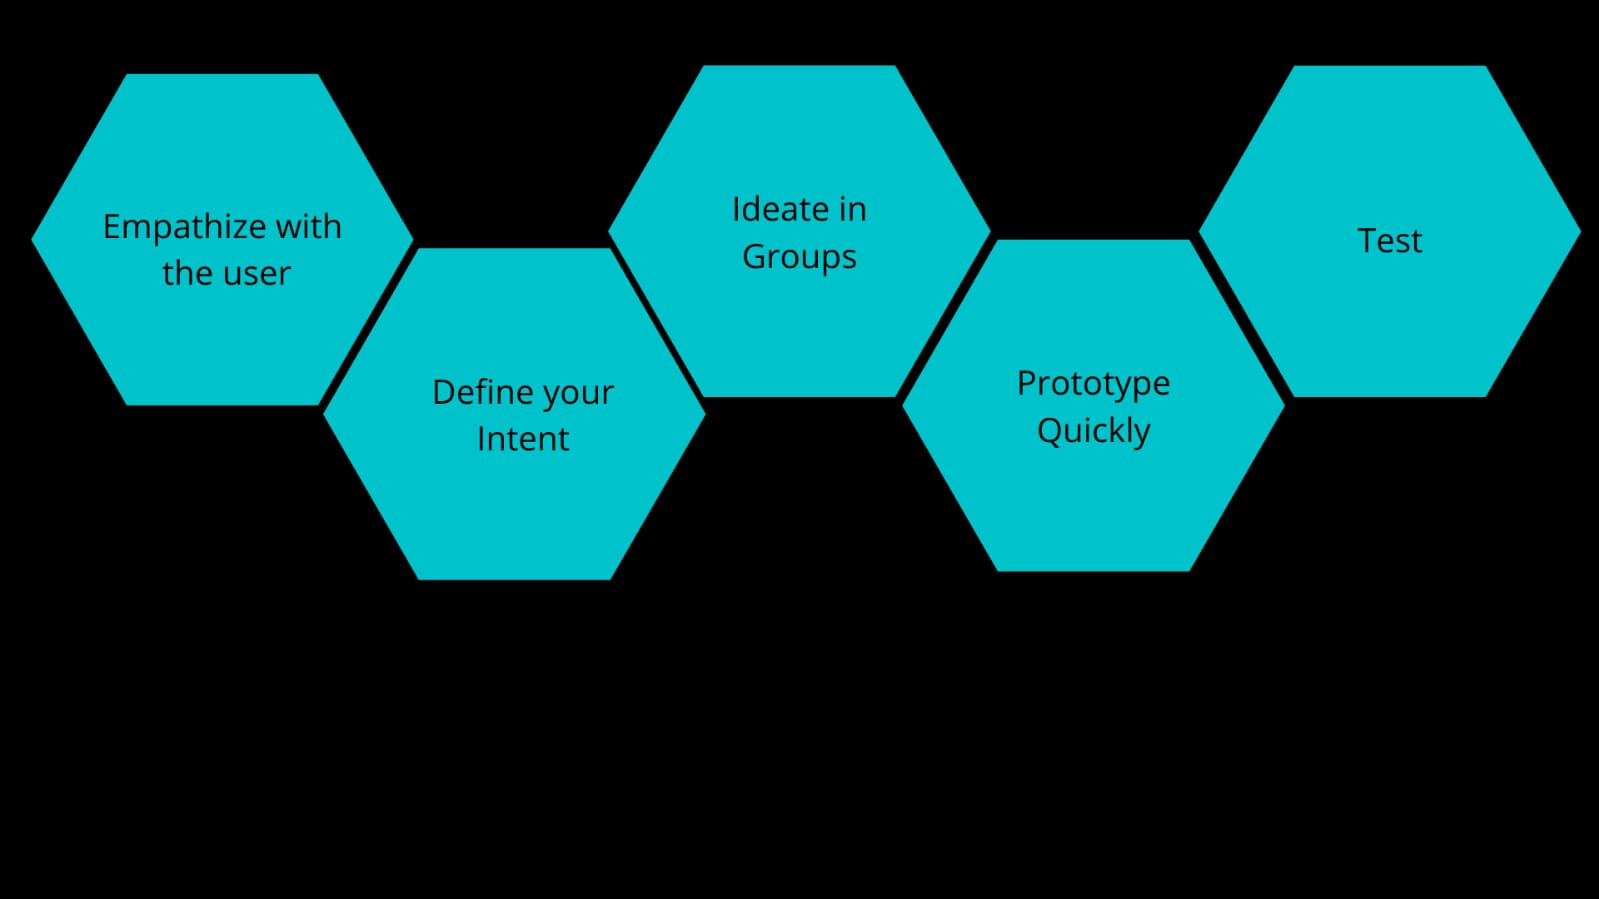 Empathize with
the user
Define your
Intent
Ideate in
Groups
Prototype
Quickly
Test